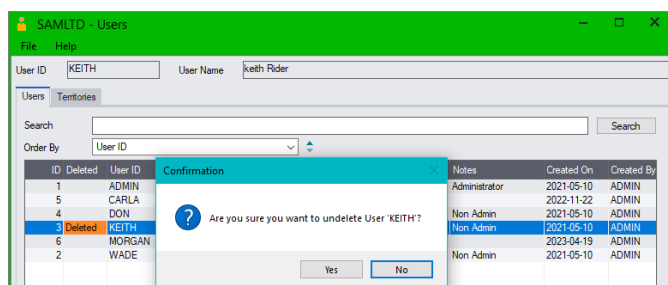 SAMLTD - Users
File Help
User ID KEITH User Name keith Rider
Users Territories
Search Search
Order By User ID
ID Deleted User ID Notes Created On Created By
1 ADMIN Administrator 2021-05-10 ADMIN
5 CARLA 2022-11-22 ADMIN
4 DON Non Admin 2021-05-10 ADMIN
3 Deleted KEITH Non Admin 2021-05-10 ADMIN
6 MORGAN 2023-04-19 ADMIN
2 WADE Non Admin 2021-05-10 ADMIN
Confirmation
Are you sure you want to undelete User 'KEITH'?
Yes No